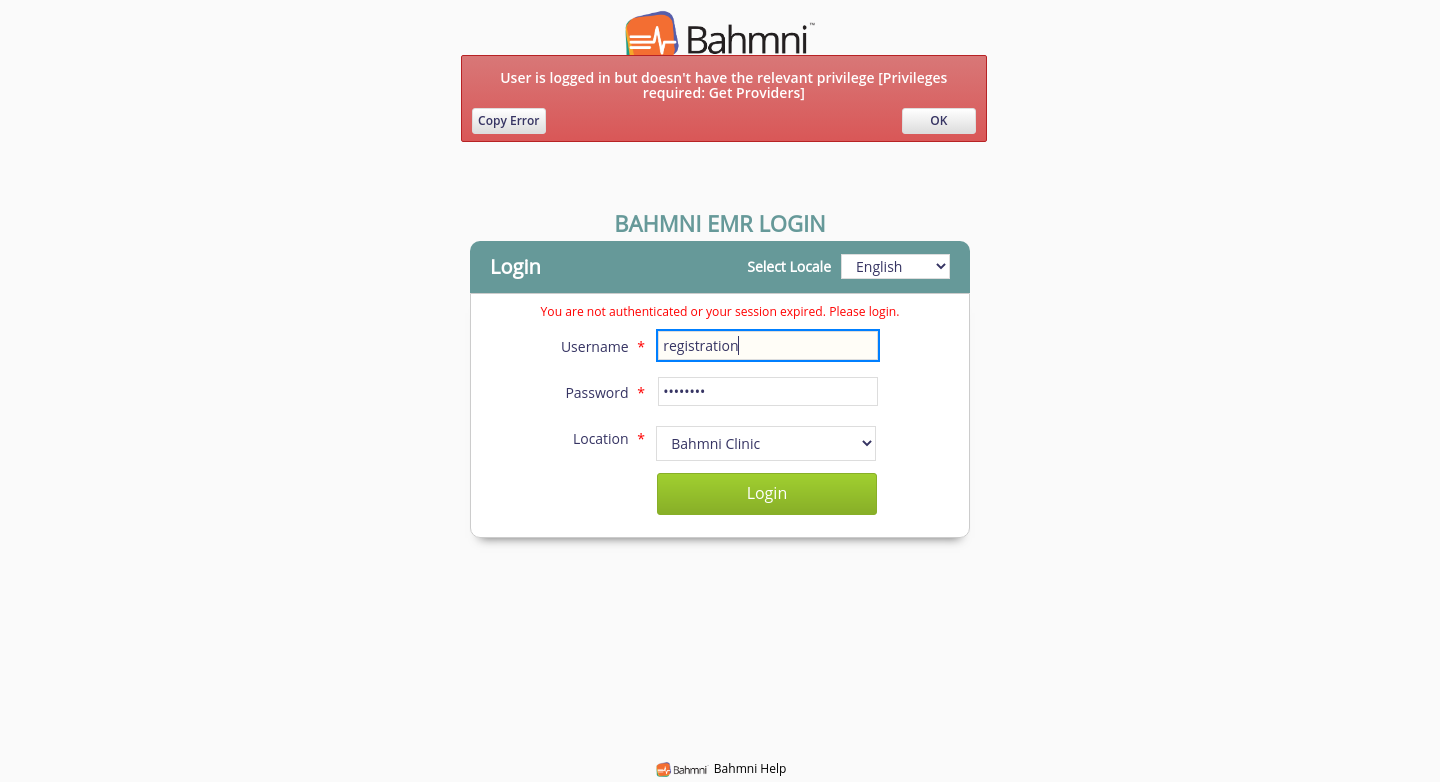 Bahmni™
User is logged in but doesn't have the relevant privilege [Privileges
required: Get Providers]
Copy Error
OK
BAHMNI EMR LOGIN
Login
Select Locale
English
You are not authenticated or your session expired. Please login.
Username *
registration
Password *
••••••••
Location *
Bahmni Clinic
Login
Bahmni Bahmni Help